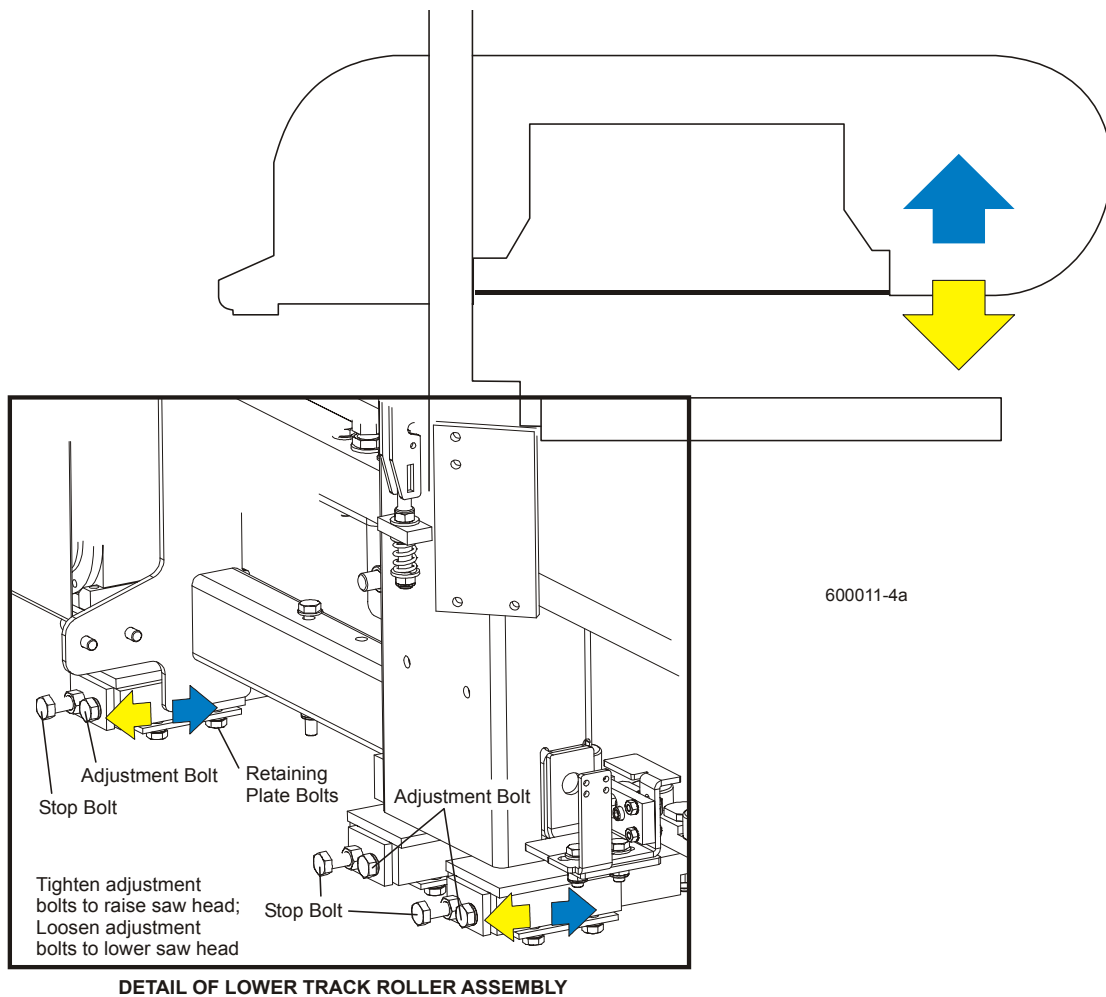 600011-4a
Adjustment Bolt
Retaining
Plate Bolts
Adjustment Bolt
Stop Bolt
Stop Bolt
Tighten adjustment
bolts to raise saw head;
Loosen adjustment
bolts to lower saw head
DETAIL OF LOWER TRACK ROLLER ASSEMBLY